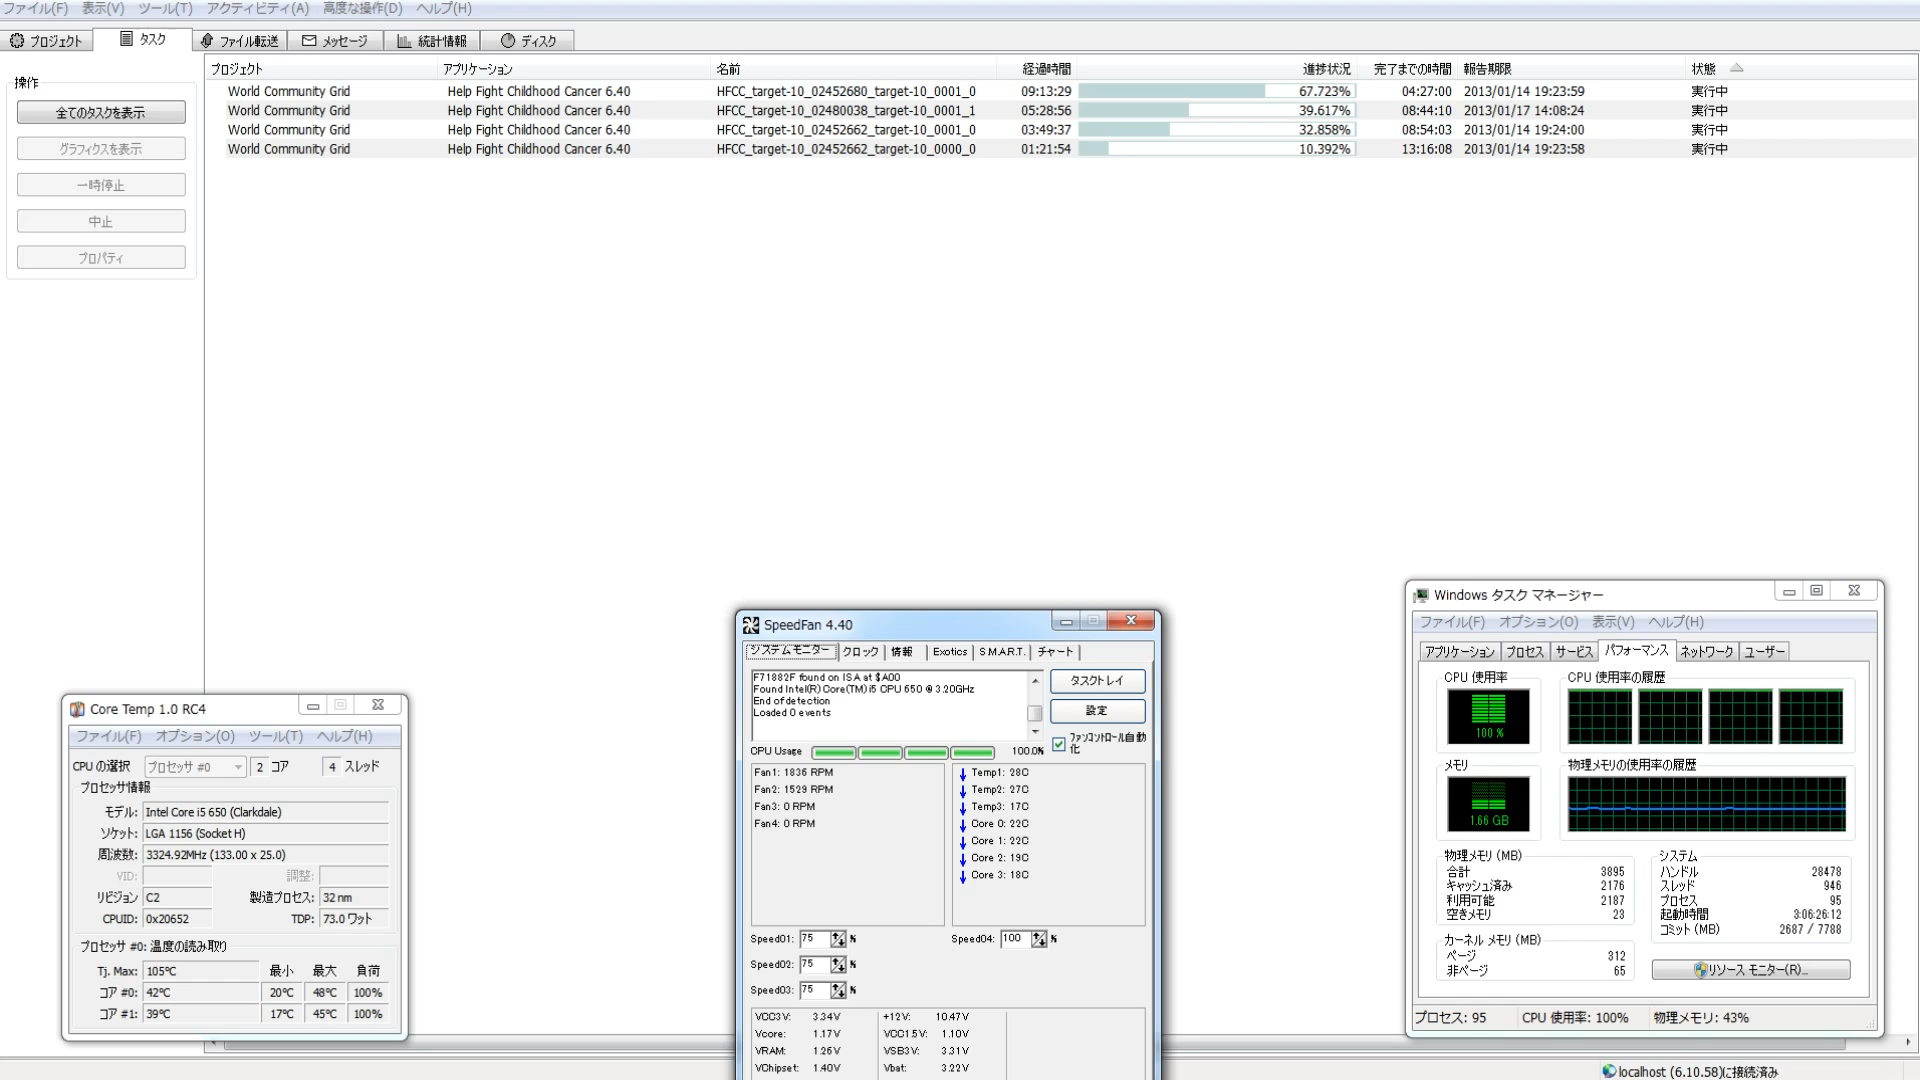 ファイル(F) 表示(V) ツール(T) アクティビティ(A) 高度な操作(D) ヘルプ(H)
プロジェクト タスク ファイル転送 メッセージ 統計情報 ディスク
操作
全てのタスクを表示
グラフィクスを表示
一時停止
中止
プロパティ
プロジェクト アプリケーション 名前 経過時間 進捗状況 完了までの時間 報告期限 状態
World Community Grid Help Fight Childhood Cancer 6.40 HFCC_target-10_02452680_target-10_0001_0 09:13:29 67.723% 04:27:00 2013/01/14 19:23:59 実行中
World Community Grid Help Fight Childhood Cancer 6.40 HFCC_target-10_02480038_target-10_0001_1 05:28:56 39.617% 08:44:10 2013/01/17 14:08:24 実行中
World Community Grid Help Fight Childhood Cancer 6.40 HFCC_target-10_02452662_target-10_0001_0 03:49:37 32.858% 08:54:03 2013/01/14 19:24:00 実行中
World Community Grid Help Fight Childhood Cancer 6.40 HFCC_target-10_02452662_target-10_0000_0 01:21:54 10.392% 13:16:08 2013/01/14 19:23:58 実行中
Core Temp 1.0 RC4
ファイル(F) オプション(O) ツール(T) ヘルプ(H)
CPU の選択 プロセッサ #0 2 コア 4 スレッド
プロセッサ情報
モデル: Intel Core i5 650 (Clarkdale)
ソケット: LGA 1156 (Socket H)
周波数: 3324.92MHz (133.00 x 25.0)
VID: 調整:
リビジョン C2 製造プロセス: 32 nm
CPUID: 0x20652 TDP: 73.0 ワット
プロセッサ #0: 温度の読み取り
Tj. Max: 105℃ 最小 最大 負荷
コア #0: 42℃ 20℃ 48℃ 100%
コア #1: 39℃ 17℃ 45℃ 100%
SpeedFan 4.40
システムモニター クロック 情報 Exotics S.M.A.R.T. チャート
F71882F found on ISA at $A00
Found Intel(R) Core(TM) i5 CPU 650 @ 3.20GHz
End of detection
Loaded 0 events
タスクトレイ
設定
ファンコントロール自動化
CPU Usage 100.0%
Fan1: 1836 RPM
Fan2: 1529 RPM
Fan3: 0 RPM
Fan4: 0 RPM
Temp1: 28C
Temp2: 27C
Temp3: 17C
Core 0: 22C
Core 1: 22C
Core 2: 19C
Core 3: 18C
Speed01: 75 % Speed04: 100 %
Speed02: 75 %
Speed03: 75 %
VCC3V: 3.34V +12V: 10.47V
Vcore: 1.17V VCC1.5V: 1.10V
VRAM: 1.26V VSB3V: 3.31V
VChipset: 1.40V Vbat: 3.22V
Windows タスク マネージャー
ファイル(F) オプション(O) 表示(V) ヘルプ(H)
アプリケーション プロセス サービス パフォーマンス ネットワーク ユーザー
CPU 使用率 CPU 使用率の履歴
100 %
メモリ 物理メモリの使用率の履歴
1.66 GB
物理メモリ (MB)
合計 3895
キャッシュ済み 2176
利用可能 2187
空きメモリ 23
カーネル メモリ (MB)
ページ 312
非ページ 65
システム
ハンドル 28478
スレッド 946
プロセス 95
起動時間 3:06:26:12
コミット (MB) 2687 / 7788
リソース モニター(R)...
プロセス: 95 CPU 使用率: 100% 物理メモリ: 43%
localhost (6.10.58)に接続済み